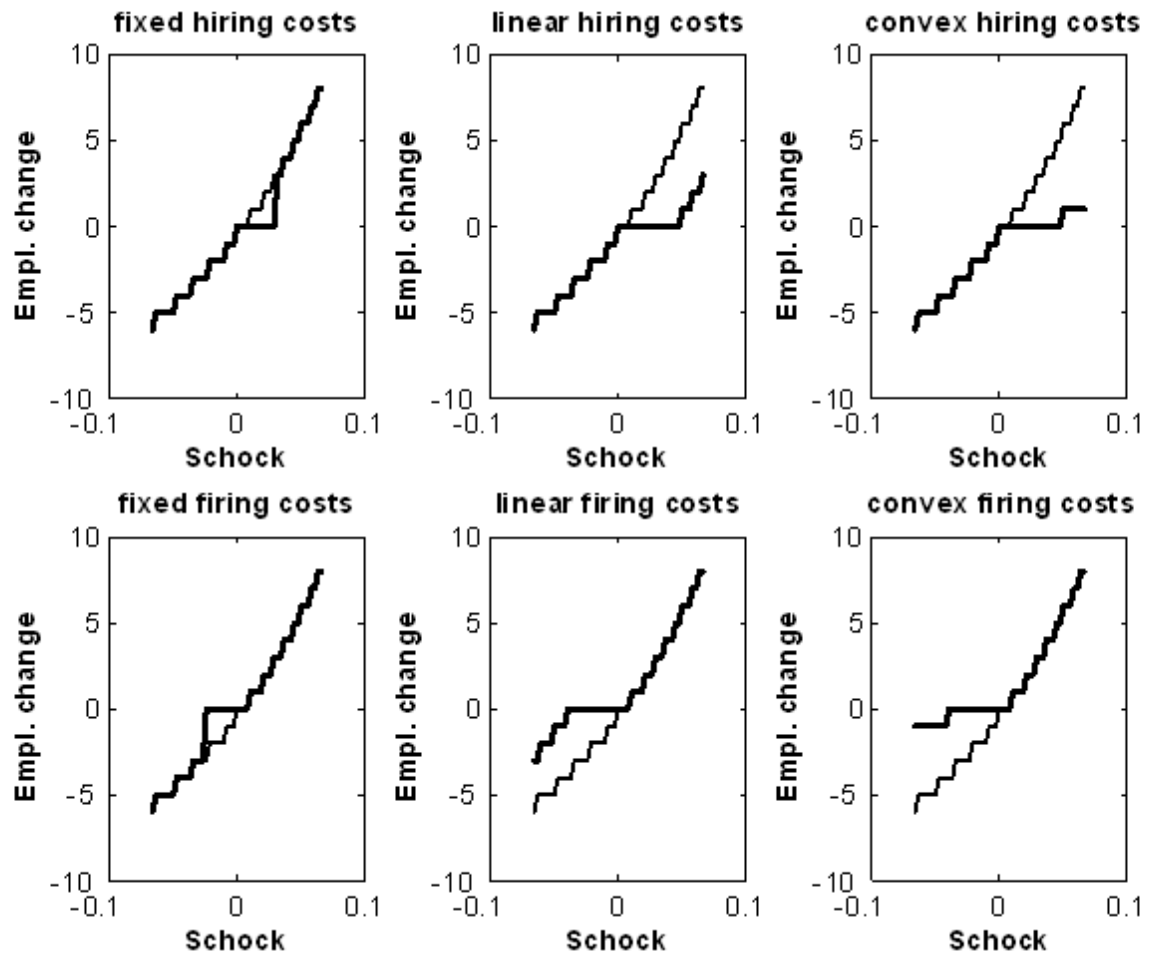 fixed hiring costs
10
5
0
-5
-10
-0.1 0 0.1
Empl. change
Schock
linear hiring costs
10
5
0
-5
-10
-0.1 0 0.1
Empl. change
Schock
convex hiring costs
10
5
0
-5
-10
-0.1 0 0.1
Empl. change
Schock
fixed firing costs
10
5
0
-5
-10
-0.1 0 0.1
Empl. change
Schock
linear firing costs
10
5
0
-5
-10
-0.1 0 0.1
Empl. change
Schock
convex firing costs
10
5
0
-5
-10
-0.1 0 0.1
Empl. change
Schock